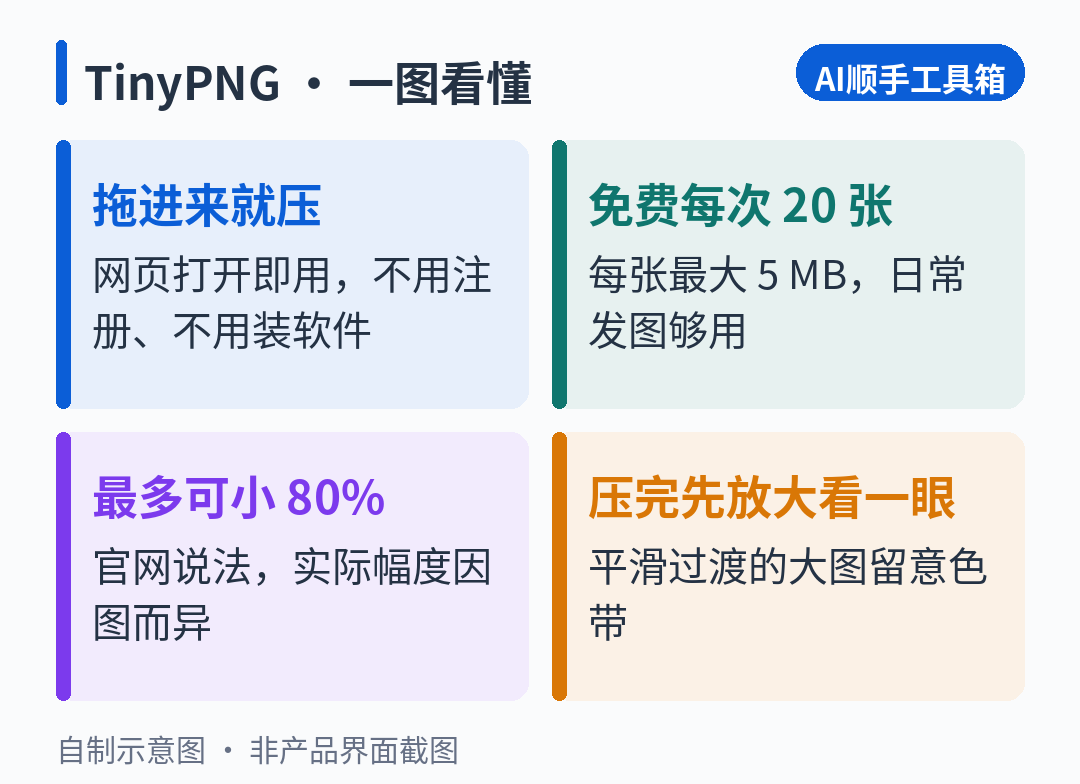 TinyPNG · 一图看懂
AI顺手工具箱
拖进来就压
网页打开即用，不用注
册、不用装软件
免费每次 20 张
每张最大 5 MB，日常
发图够用
最多可小 80%
官网说法，实际幅度因
图而异
压完先放大看一眼
平滑过渡的大图留意色
带
自制示意图 · 非产品界面截图